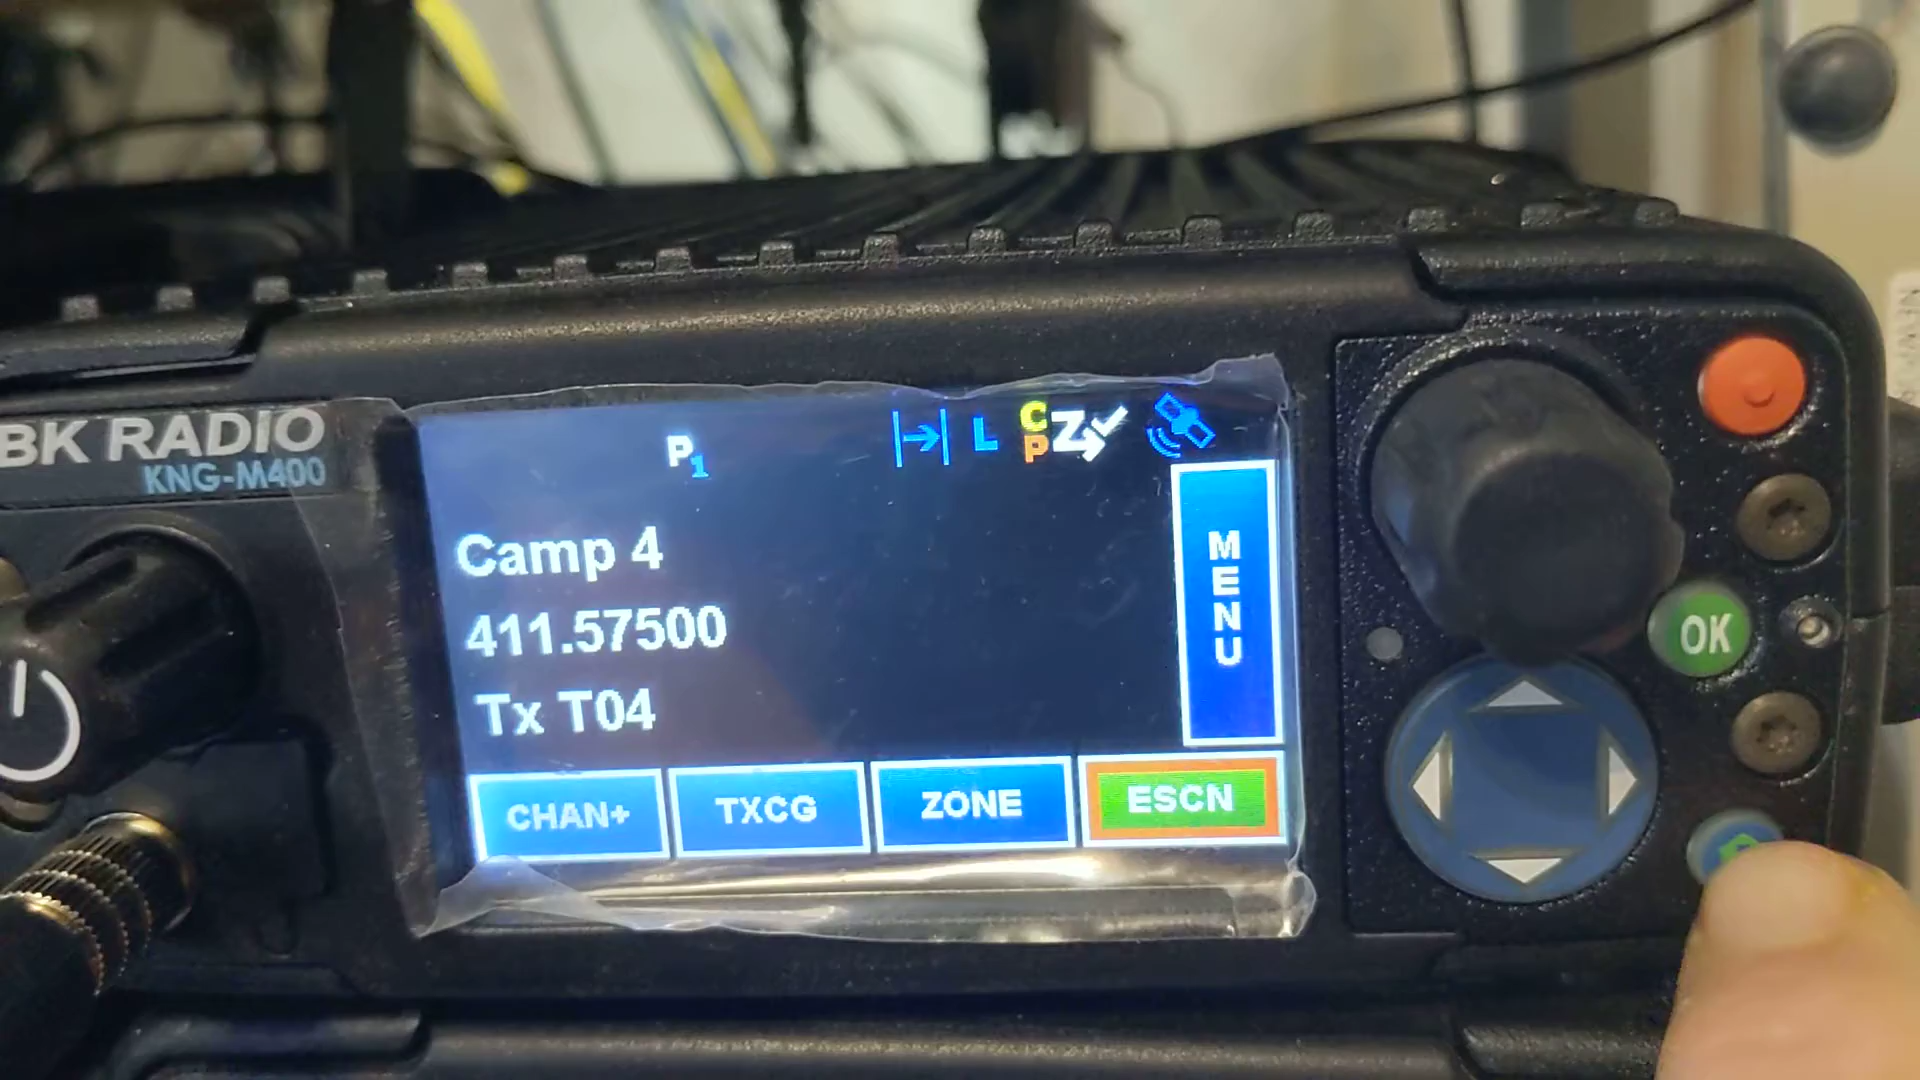 BK RADIO
KNG-M400
P1
L
C
P
Z
Camp 4
411.57500
Tx T04
MENU
CHAN+
TXCG
ZONE
ESCN
OK